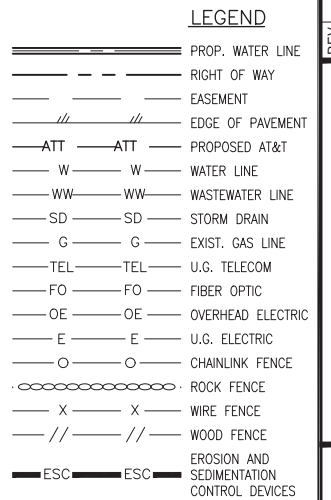 LEGEND
PROP. WATER LINE
RIGHT OF WAY
EASEMENT
EDGE OF PAVEMENT
ATT ATT PROPOSED AT&T
W W WATER LINE
WW WW WASTEWATER LINE
SD SD STORM DRAIN
G G EXIST. GAS LINE
TEL TEL U.G. TELECOM
FO FO FIBER OPTIC
OE OE OVERHEAD ELECTRIC
E E U.G. ELECTRIC
O O CHAINLINK FENCE
ROCK FENCE
X X WIRE FENCE
// // WOOD FENCE
EROSION AND
ESC ESC SEDIMENTATION
CONTROL DEVICES
REV